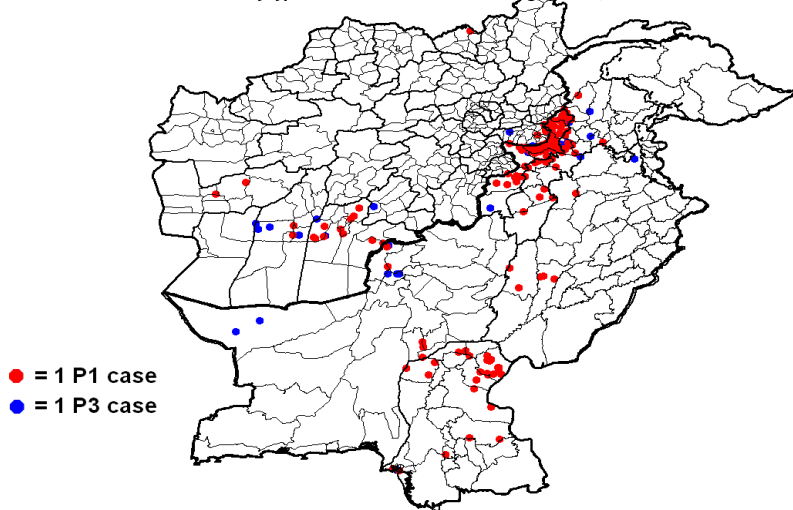 = 1 P1 case
= 1 P3 case